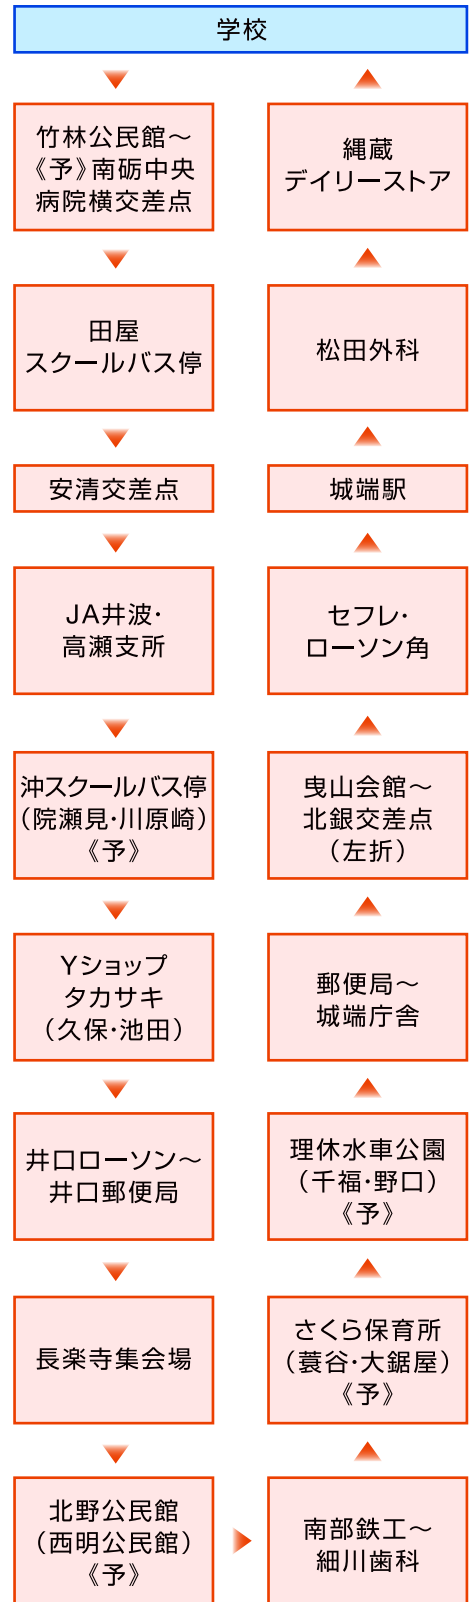 学校
竹林公民館～
《予》南砺中央
病院横交差点
田屋
スクールバス停
安清交差点
JA井波・
高瀬支所
沖スクールバス停
（院瀬見・川原崎）
《予》
Yショップ
タカサキ
（久保・池田）
井口ローソン～
井口郵便局
長楽寺集会場
北野公民館
（西明公民館）
《予》
南部鉄工～
細川歯科
さくら保育所
（蓑谷・大鋸屋）
《予》
理休水車公園
（千福・野口）
《予》
郵便局～
城端庁舎
曳山会館～
北銀交差点
（左折）
セフレ・
ローソン角
城端駅
松田外科
縄蔵
デイリーストア